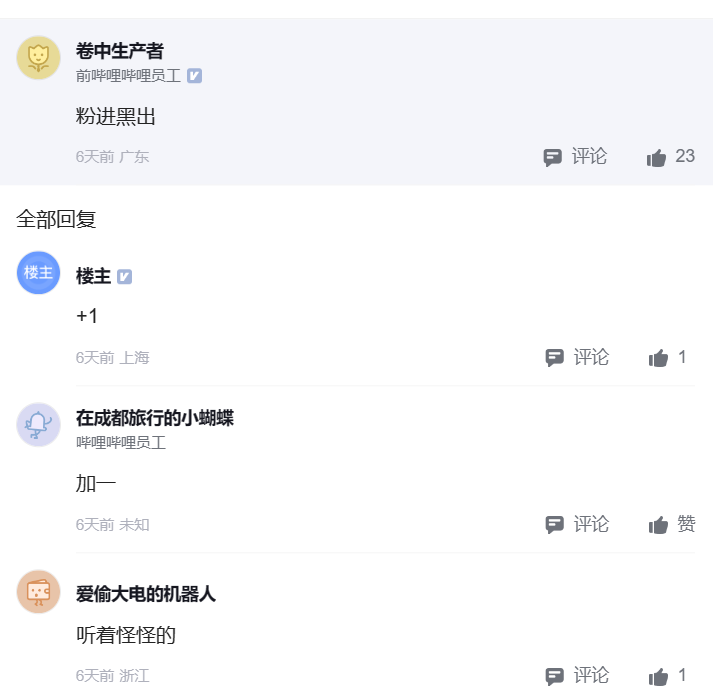 卷中生产者
前哔哩哔哩员工
粉进黑出
6天前 广东
评论 23
全部回复
楼主
楼主
+1
6天前 上海
评论 1
在成都旅行的小蝴蝶
哔哩哔哩员工
加一
6天前 未知
评论 赞
爱偷大电的机器人
听着怪怪的
6天前 浙江
评论 1